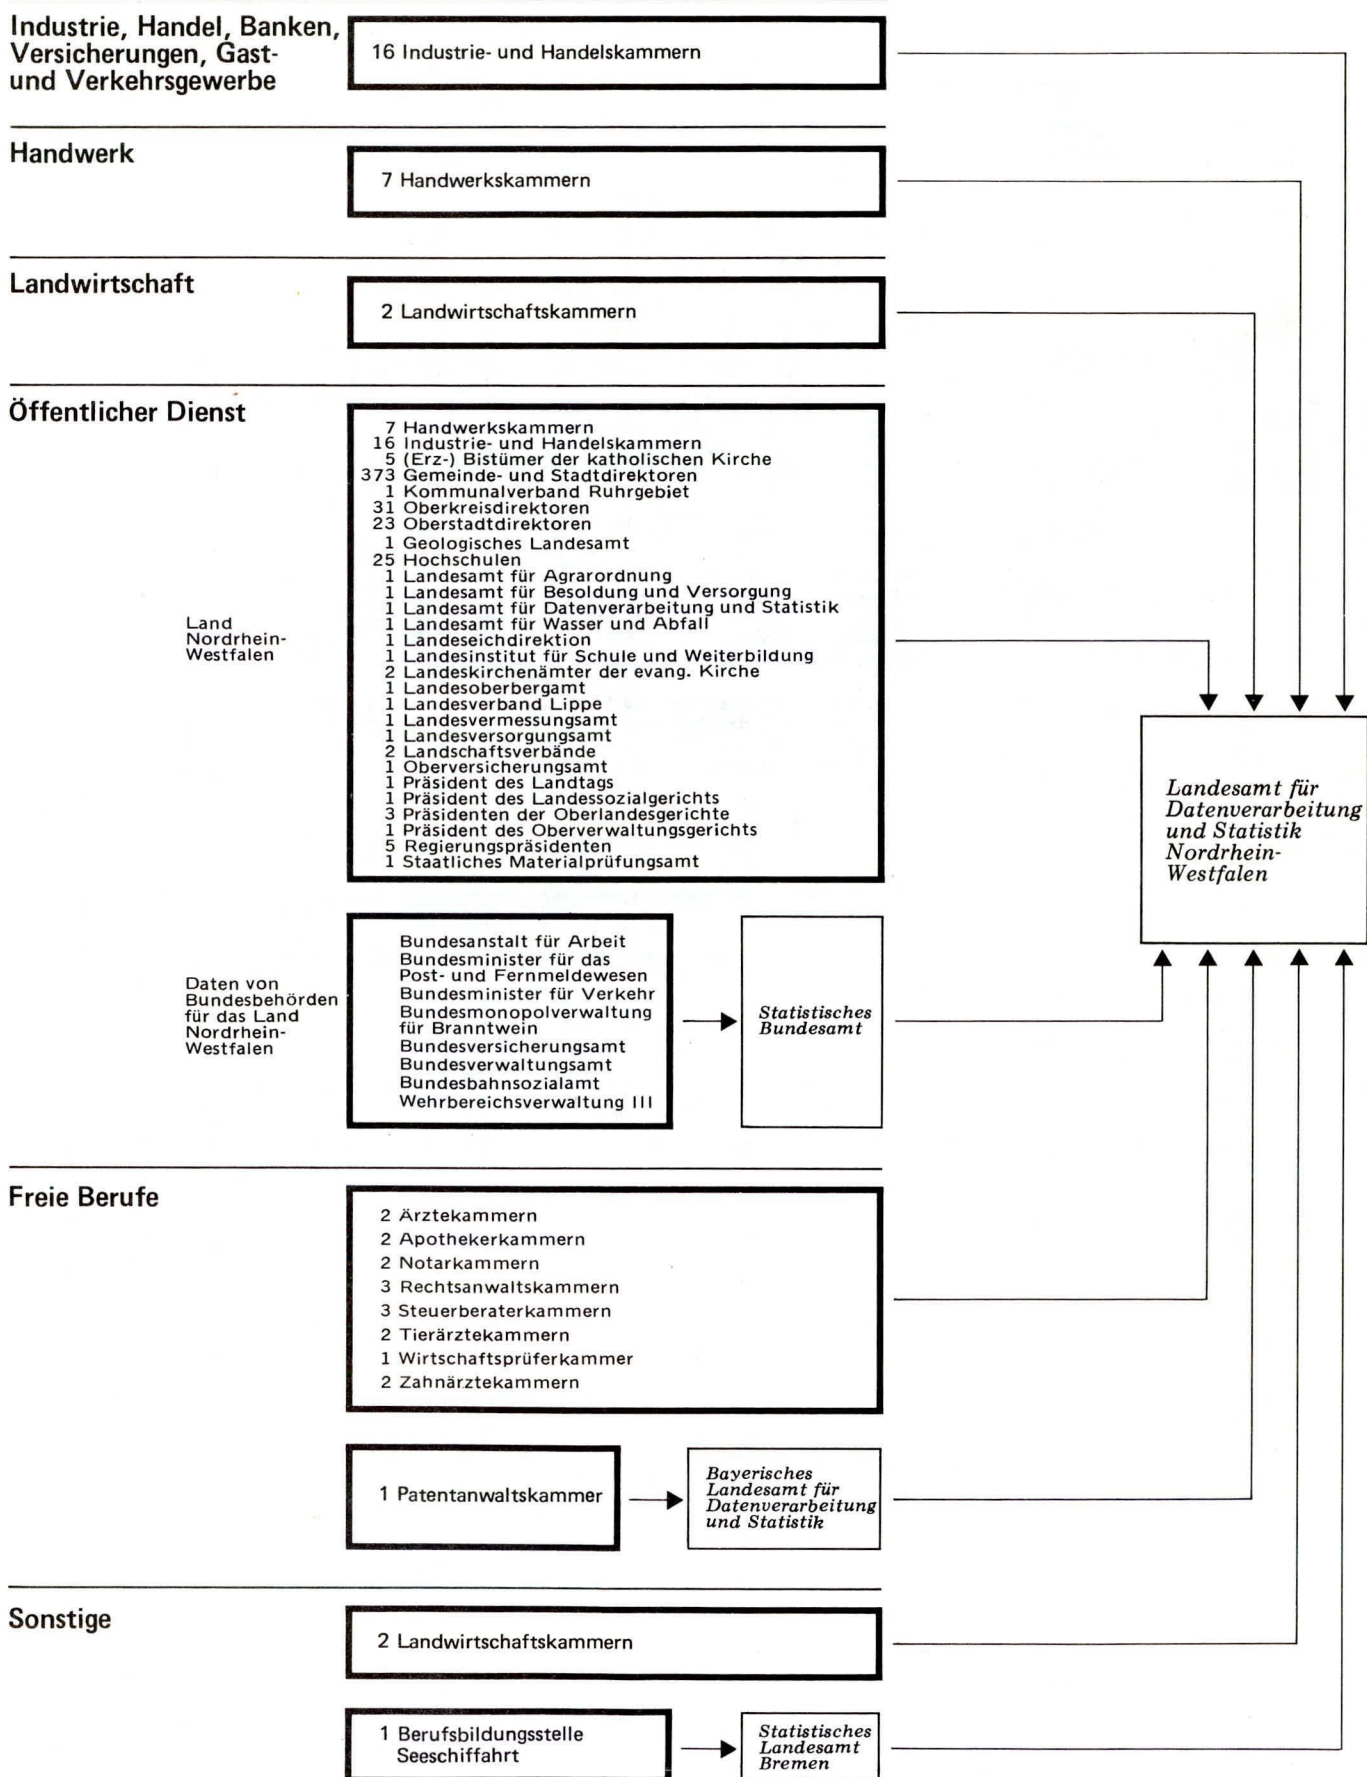 Industrie, Handel, Banken,
Versicherungen, Gast-
und Verkehrsgewerbe
16 Industrie- und Handelskammern
Handwerk
7 Handwerkskammern
Landwirtschaft
2 Landwirtschaftskammern
Öffentlicher Dienst
Land
Nordrhein-
Westfalen
7 Handwerkskammern
16 Industrie- und Handelskammern
5 (Erz-) Bistümer der katholischen Kirche
373 Gemeinde- und Stadtdirektoren
1 Kommunalverband Ruhrgebiet
31 Oberkreisdirektoren
23 Oberstadtdirektoren
1 Geologisches Landesamt
25 Hochschulen
1 Landesamt für Agrarordnung
1 Landesamt für Besoldung und Versorgung
1 Landesamt für Datenverarbeitung und Statistik
1 Landesamt für Wasser und Abfall
1 Landeseichdirektion
1 Landesinstitut für Schule und Weiterbildung
2 Landeskirchenämter der evang. Kirche
1 Landesoberbergamt
1 Landesverband Lippe
1 Landesvermessungsamt
1 Landesversorgungsamt
2 Landschaftsverbände
1 Oberversicherungsamt
1 Präsident des Landtags
1 Präsident des Landessozialgerichts
3 Präsidenten der Oberlandesgerichte
1 Präsident des Oberverwaltungsgerichts
5 Regierungspräsidenten
1 Staatliches Materialprüfungsamt
Landesamt für
Datenverarbeitung
und Statistik
Nordrhein-
Westfalen
Daten von
Bundesbehörden
für das Land
Nordrhein-
Westfalen
Bundesanstalt für Arbeit
Bundesminister für das
Post- und Fernmeldewesen
Bundesminister für Verkehr
Bundesmonopolverwaltung
für Branntwein
Bundesversicherungsamt
Bundesverwaltungsamt
Bundesbahnsozialamt
Wehrbereichsverwaltung III
Statistisches
Bundesamt
Freie Berufe
2 Ärztekammern
2 Apothekerkammern
2 Notarkammern
3 Rechtsanwaltskammern
3 Steuerberaterkammern
2 Tierärztekammern
1 Wirtschaftsprüferkammer
2 Zahnärztekammern
1 Patentanwaltskammer
Bayerisches
Landesamt für
Datenverarbeitung
und Statistik
Sonstige
2 Landwirtschaftskammern
1 Berufsbildungsstelle
Seeschiffahrt
Statistisches
Landesamt
Bremen